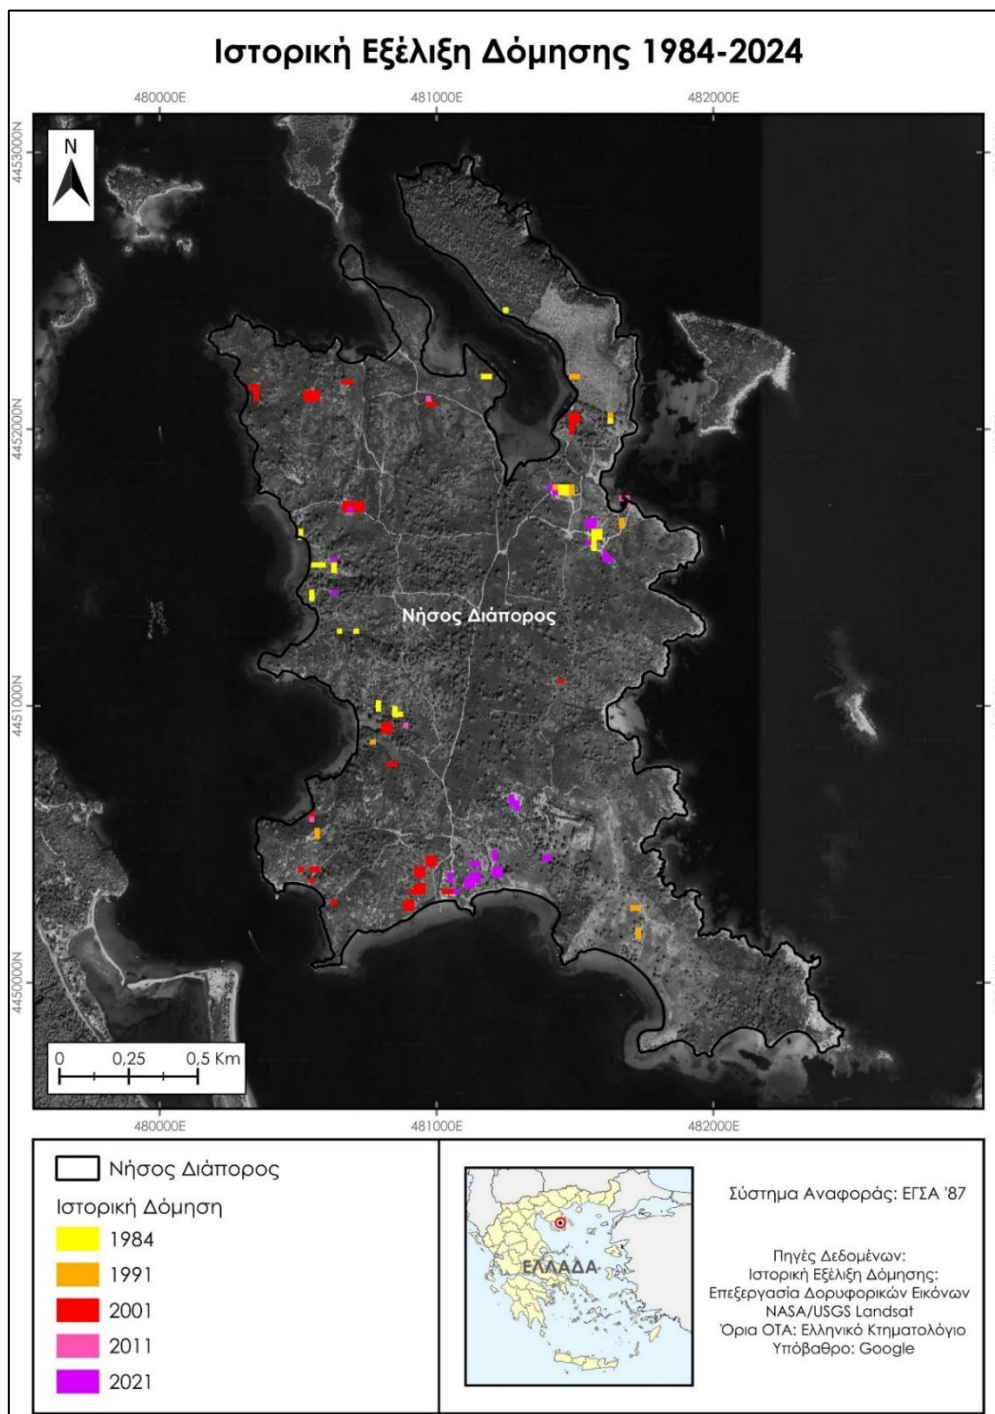 Ιστορική Εξέλιξη Δόμησης 1984-2024
480000E
481000E
482000E
4453000N
4452000N
4451000N
4450000N
N
Νήσος Διάπορος
0 0,25 0,5 Km
480000E
481000E
482000E
Νήσος Διάπορος
Ιστορική Δόμηση
1984
1991
2001
2011
2021
ΕΛΛΑΔΑ
Σύστημα Αναφοράς: ΕΓΣΑ '87
Πηγές Δεδομένων:
Ιστορική Εξέλιξη Δόμησης:
Επεξεργασία Δορυφορικών Εικόνων
NASA/USGS Landsat
Όρια ΟΤΑ: Ελληνικό Κτηματολόγιο
Υπόβαθρο: Google